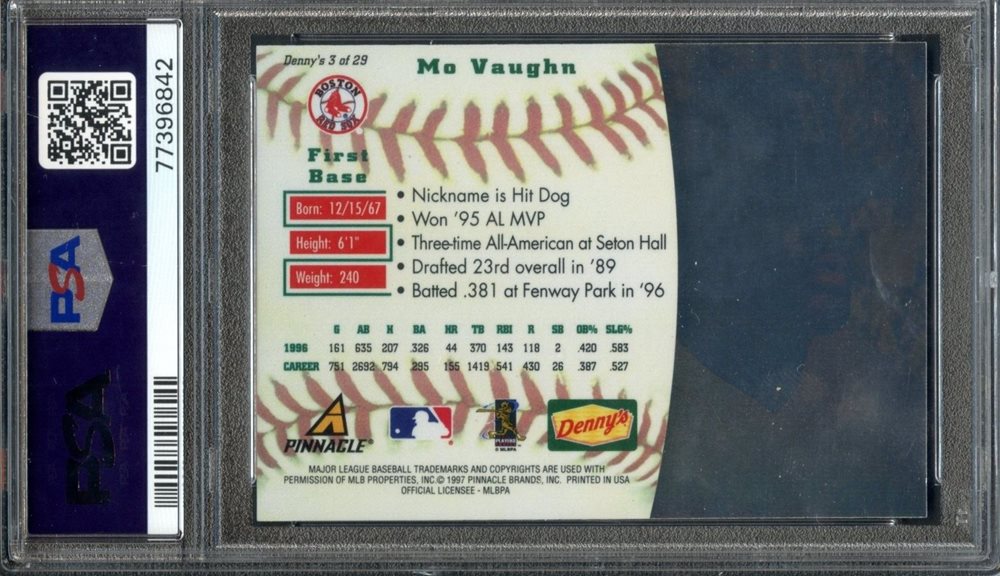 77396842
PSA
PSA
Denny's 3 of 29
Mo Vaughn
BOSTON
RED SOX
First
Base
Born: 12/15/67
Height: 6'1"
Weight: 240
• Nickname is Hit Dog
• Won '95 AL MVP
• Three-time All-American at Seton Hall
• Drafted 23rd overall in '89
• Batted .381 at Fenway Park in '96
G AB H BA HR TB RBI R SB OB% SLG%
1996 161 635 207 .326 44 370 143 118 2 .420 .583
CAREER 751 2692 794 .295 155 1419 541 430 26 .387 .527
PINNACLE®
PLAYERS
© MLBPA
Denny's
MAJOR LEAGUE BASEBALL TRADEMARKS AND COPYRIGHTS ARE USED WITH
PERMISSION OF MLB PROPERTIES, INC.© 1997 PINNACLE BRANDS, INC. PRINTED IN USA
OFFICIAL LICENSEE - MLBPA